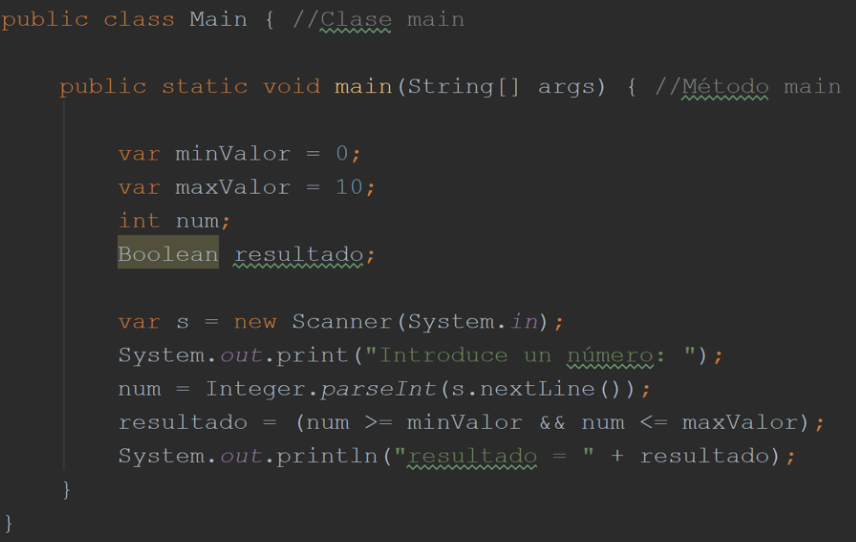 public class Main { //Clase main
public static void main(String[] args) { //Método main
var minValor = 0;
var maxValor = 10;
int num;
Boolean resultado;
var s = new Scanner(System.in);
System.out.print("Introduce un número: ");
num = Integer.parseInt(s.nextLine());
resultado = (num >= minValor && num <= maxValor);
System.out.println("resultado = " + resultado);
}
}